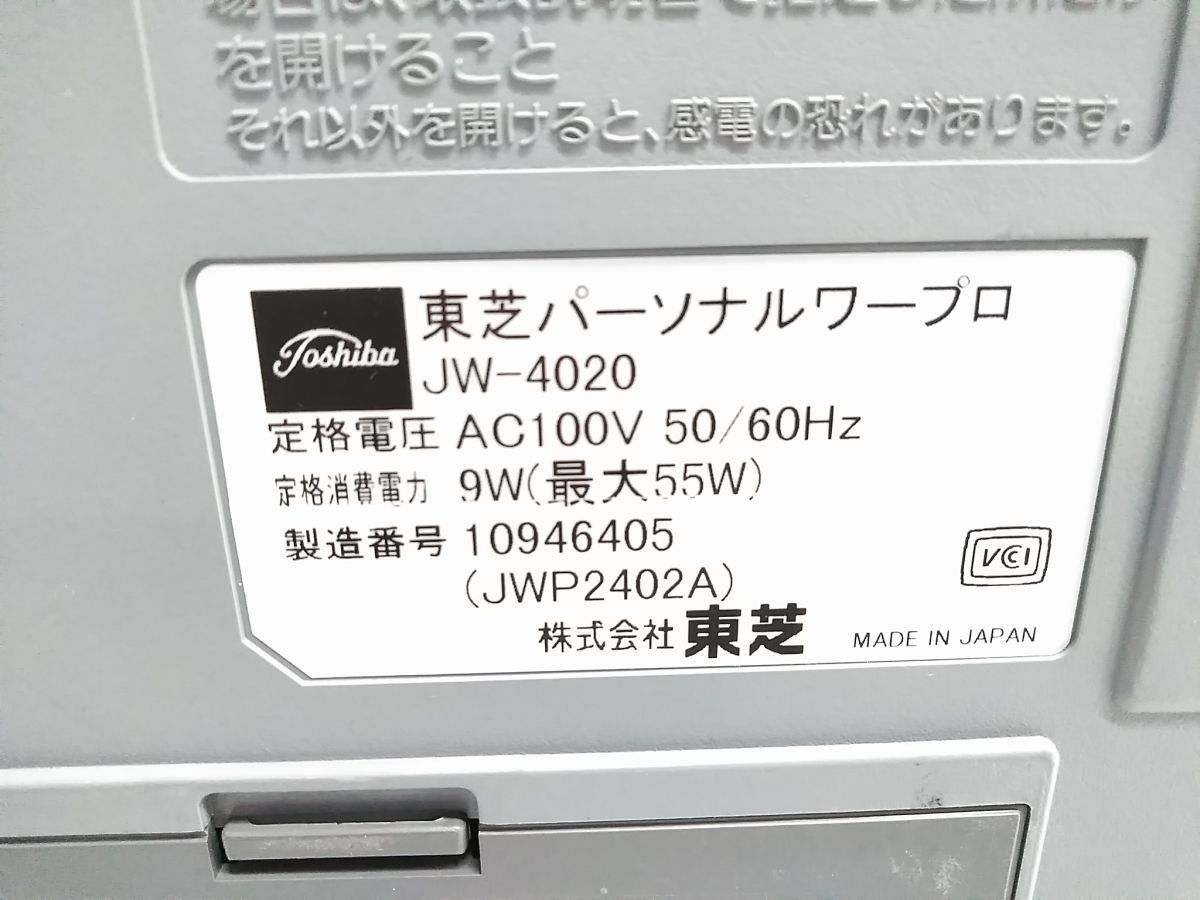 を開けること
それ以外を開けると、感電の恐れがあります。
Toshiba
東芝パーソナルワープロ
JW-4020
定格電圧 AC100V 50/60Hz
定格消費電力 9W(最大55W)
製造番号 10946405
(JWP2402A)
VCCI
株式会社 東芝 MADE IN JAPAN